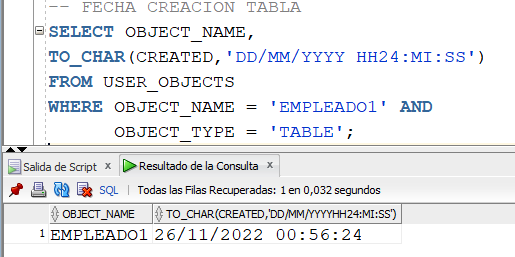 -- FECHA CREACION TABLA
SELECT OBJECT_NAME,
TO_CHAR(CREATED,'DD/MM/YYYY HH24:MI:SS')
FROM USER_OBJECTS
WHERE OBJECT_NAME = 'EMPLEADO1' AND
OBJECT_TYPE = 'TABLE';
Salida de Script x Resultado de la Consulta x
SQL | Todas las Filas Recuperadas: 1 en 0,032 segundos
OBJECT_NAME TO_CHAR(CREATED,'DD/MM/YYYYHH24:MI:SS')
1 EMPLEADO1 26/11/2022 00:56:24